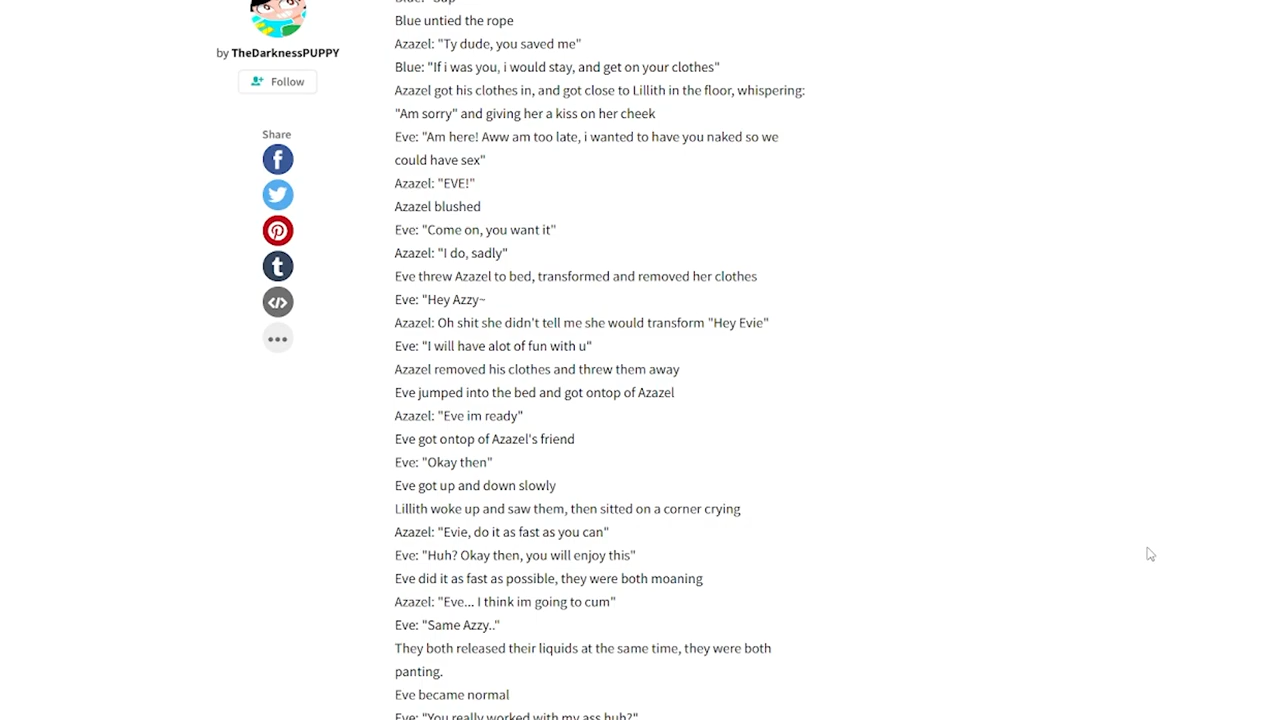 Blue untied the rope
by TheDarknessPUPPY
Azazel: "Ty dude, you saved me"
Follow
Blue: "If i was you, i would stay, and get on your clothes"
Azazel got his clothes in, and got close to Lillith in the floor, whispering:
"Am sorry" and giving her a kiss on her cheek
Share
Eve: "Am here! Aww am too late, i wanted to have you naked so we
could have sex"
Azazel: "EVE!"
Azazel blushed
Eve: "Come on, you want it"
Azazel: "I do, sadly"
Eve threw Azazel to bed, transformed and removed her clothes
Eve: "Hey Azzy~
Azazel: Oh shit she didn't tell me she would transform "Hey Evie"
Eve: "I will have alot of fun with u"
Azazel removed his clothes and threw them away
Eve jumped into the bed and got ontop of Azazel
Azazel: "Eve im ready"
Eve got ontop of Azazel's friend
Eve: "Okay then"
Eve got up and down slowly
Lillith woke up and saw them, then sitted on a corner crying
Azazel: "Evie, do it as fast as you can"
Eve: "Huh? Okay then, you will enjoy this"
Eve did it as fast as possible, they were both moaning
Azazel: "Eve... I think im going to cum"
Eve: "Same Azzy.."
They both released their liquids at the same time, they were both
panting.
Eve became normal
Eve: "You really worked with my ass huh?"